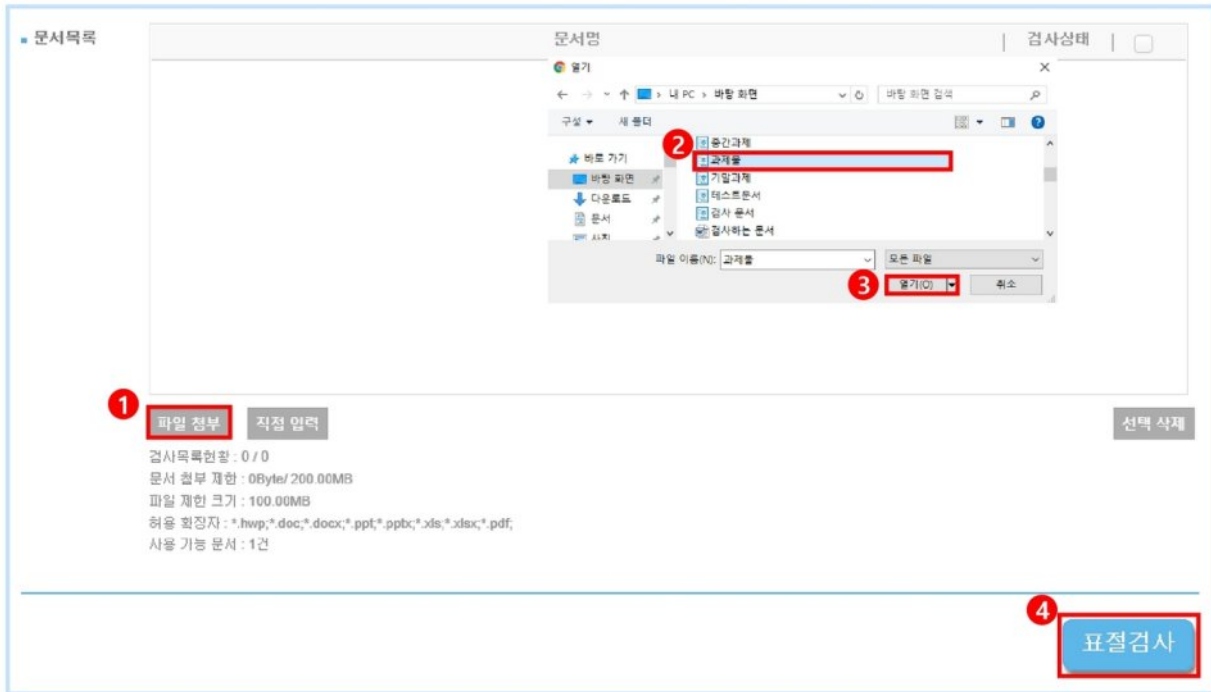 문서목록
문서명 | 검사상태 |
열기
내 PC › 바탕 화면
바탕 화면 검색
구성 새 폴더
중간과제
2
바로 가기
과제물
바탕 화면
기말과제
다운로드
테스트문서
문서
검사 문서
사진
검사하는 문서
파일 이름(N): 과제물
모든 파일
3
열기(O) 취소
1
파일 첨부 직접 입력 선택 삭제
검사목록현황 : 0 / 0
문서 첨부 제한 : 0Byte/ 200.00MB
파일 제한 크기 : 100.00MB
허용 확장자 : *.hwp;*.doc;*.docx;*.ppt;*.pptx;*.xls;*.xlsx;*.pdf;
사용 가능 문서 : 1건
4
표절검사